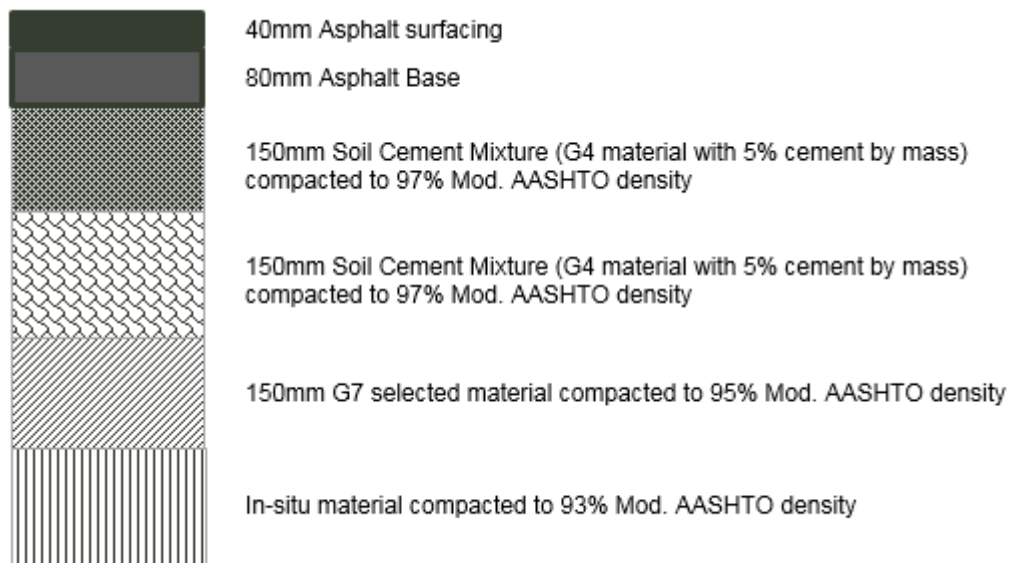 40mm Asphalt surfacing
80mm Asphalt Base
150mm Soil Cement Mixture (G4 material with 5% cement by mass)
compacted to 97% Mod. AASHTO density
150mm Soil Cement Mixture (G4 material with 5% cement by mass)
compacted to 97% Mod. AASHTO density
150mm G7 selected material compacted to 95% Mod. AASHTO density
In-situ material compacted to 93% Mod. AASHTO density